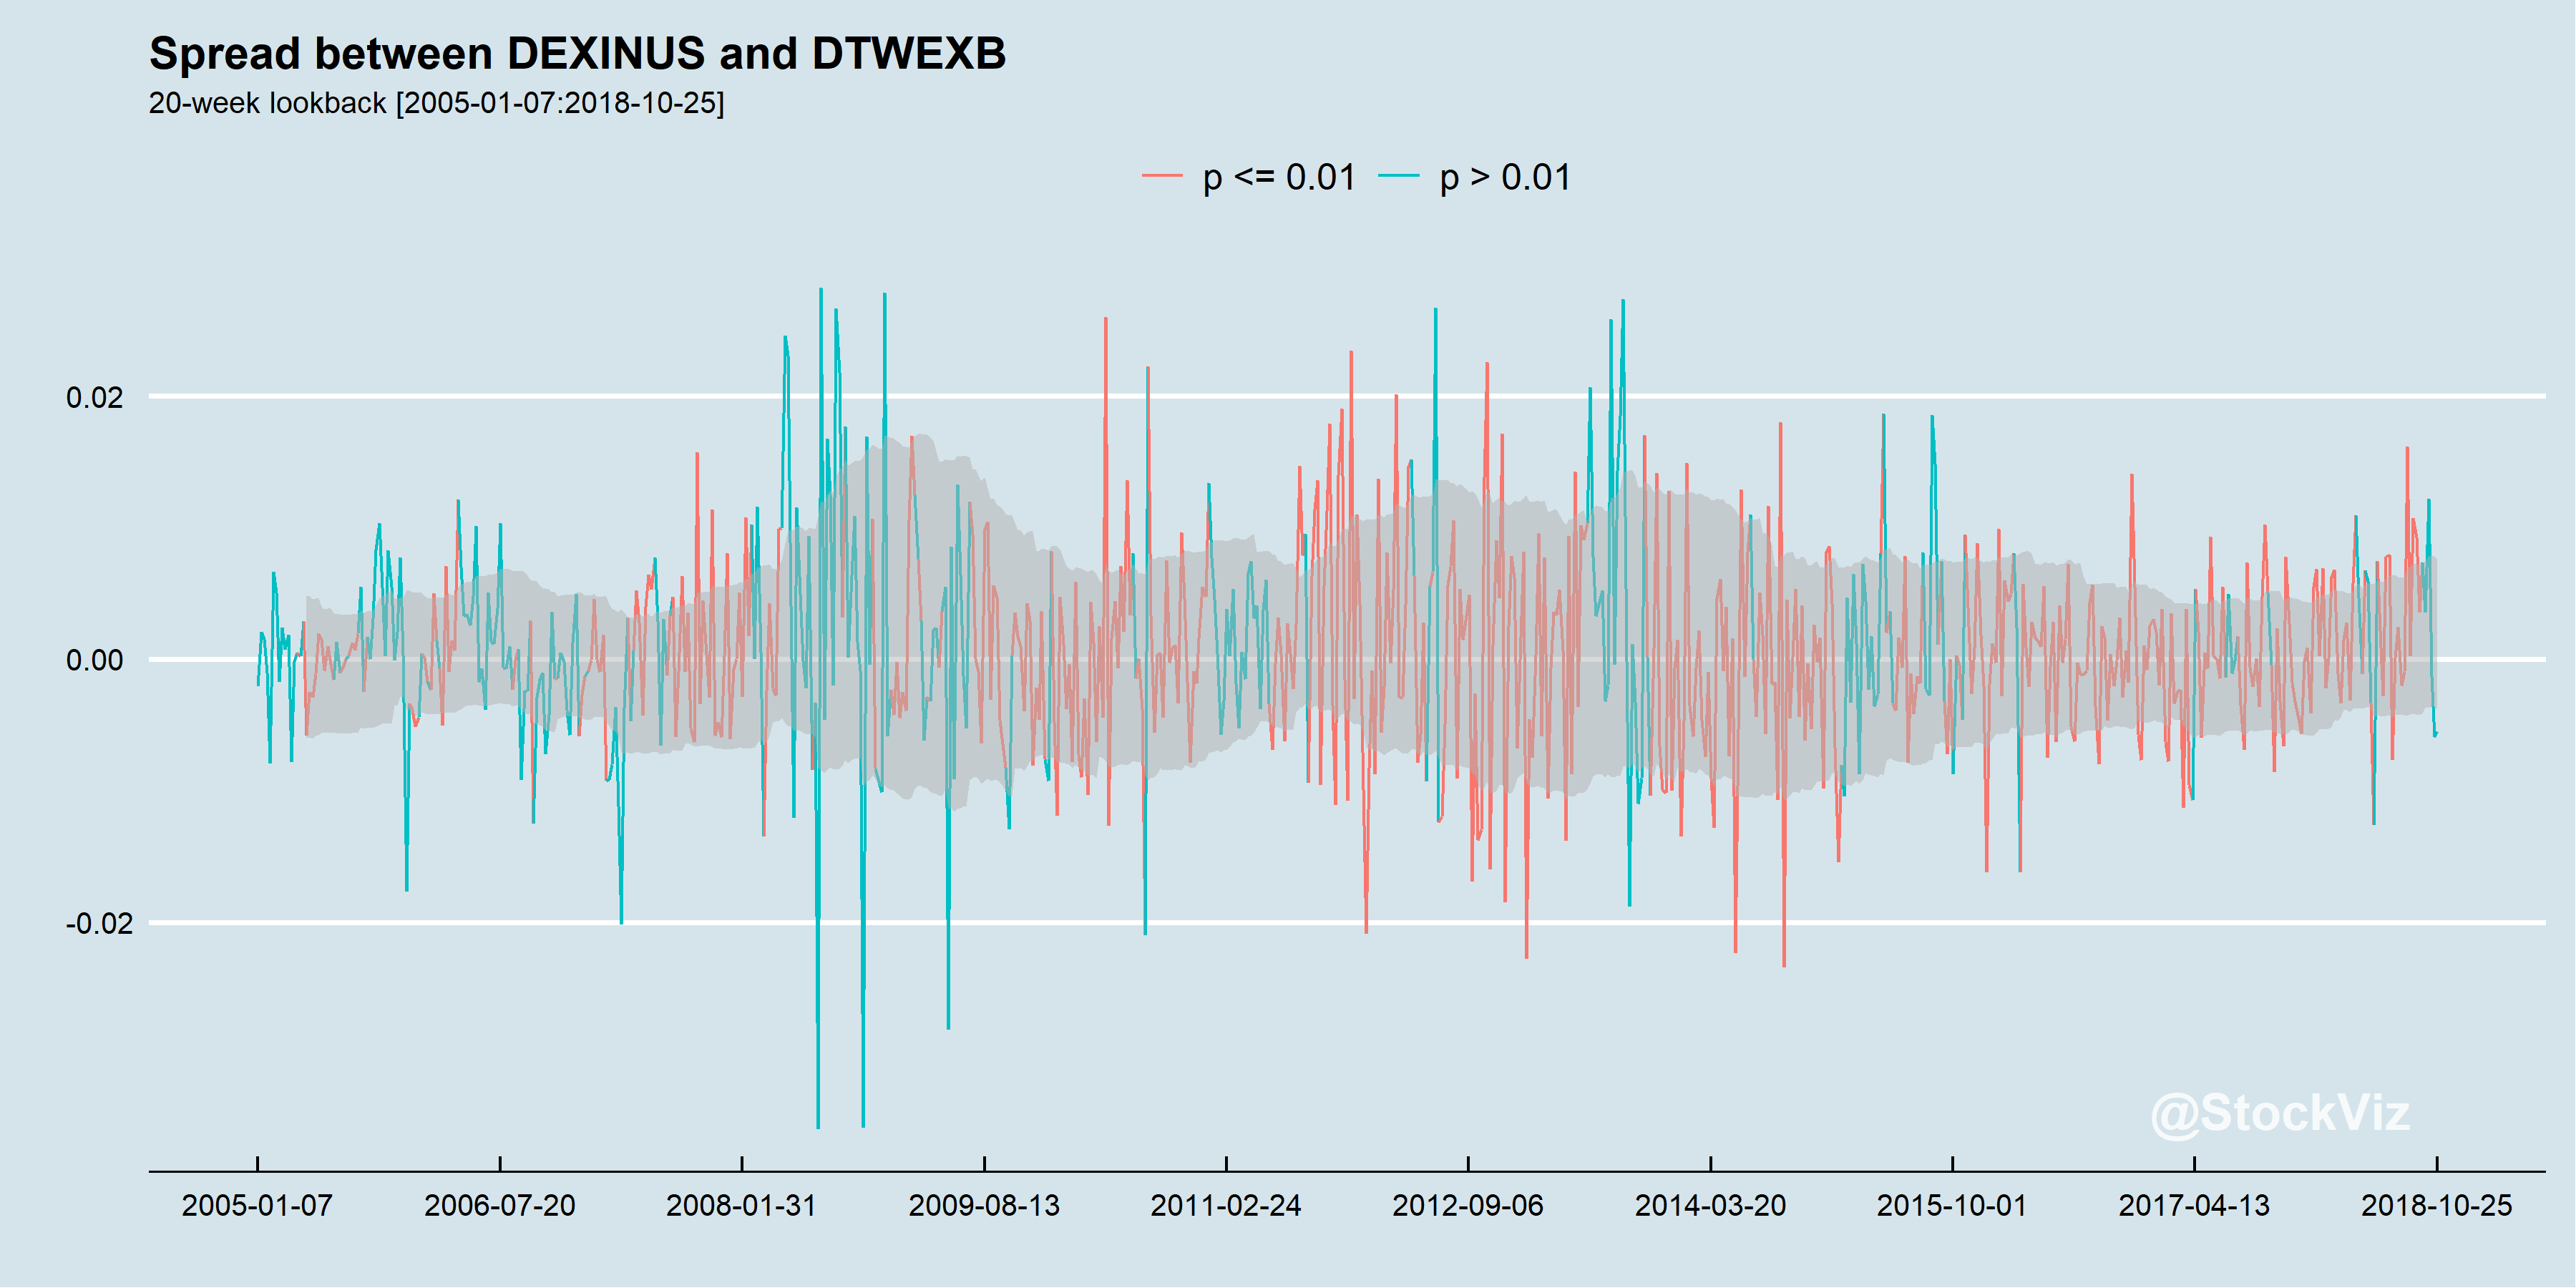 Spread between DEXINUS and DTWEXB
20-week lookback [2005-01-07:2018-10-25]
p <= 0.01 p > 0.01
0.02
0.00
-0.02
@StockViz
2005-01-07 2006-07-20 2008-01-31 2009-08-13 2011-02-24 2012-09-06 2014-03-20 2015-10-01 2017-04-13 2018-10-25